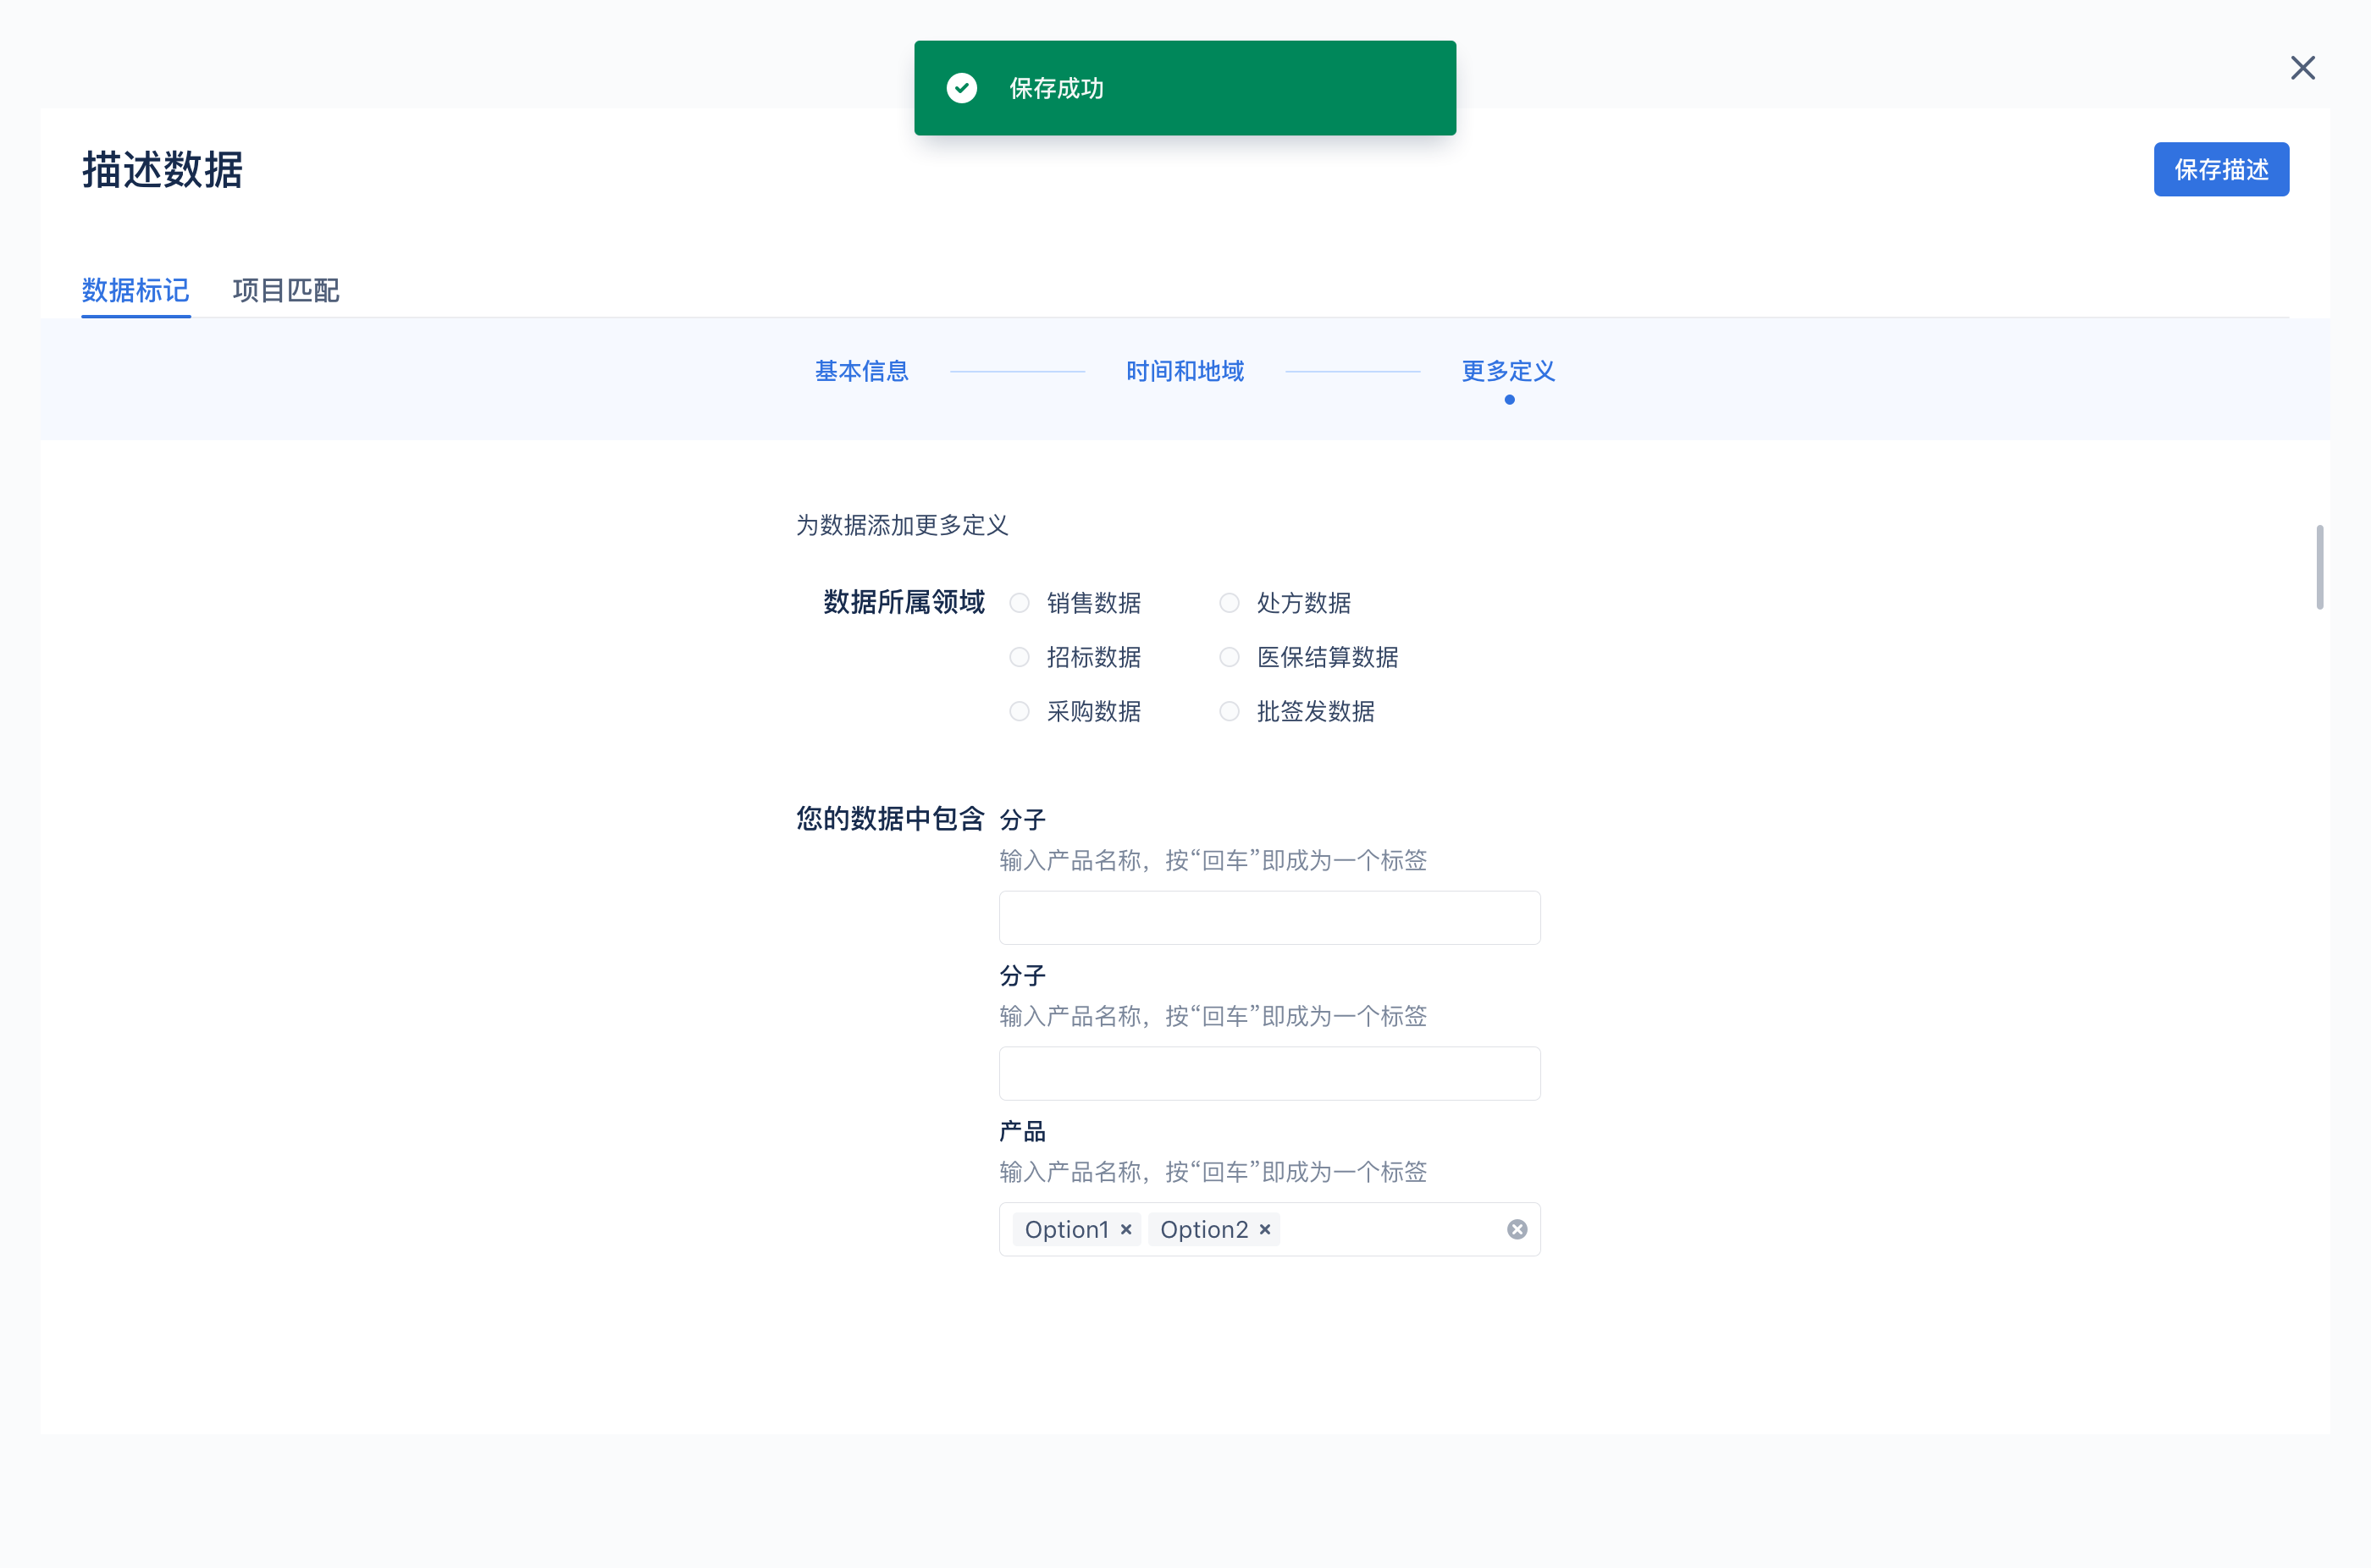 保存成功
描述数据
保存描述
数据标记 项目匹配
基本信息 时间和地域 更多定义
为数据添加更多定义
数据所属领域 销售数据 处方数据
招标数据 医保结算数据
采购数据 批签发数据
您的数据中包含 分子
输入产品名称，按“回车”即成为一个标签
分子
输入产品名称，按“回车”即成为一个标签
产品
输入产品名称，按“回车”即成为一个标签
Option1 Option2